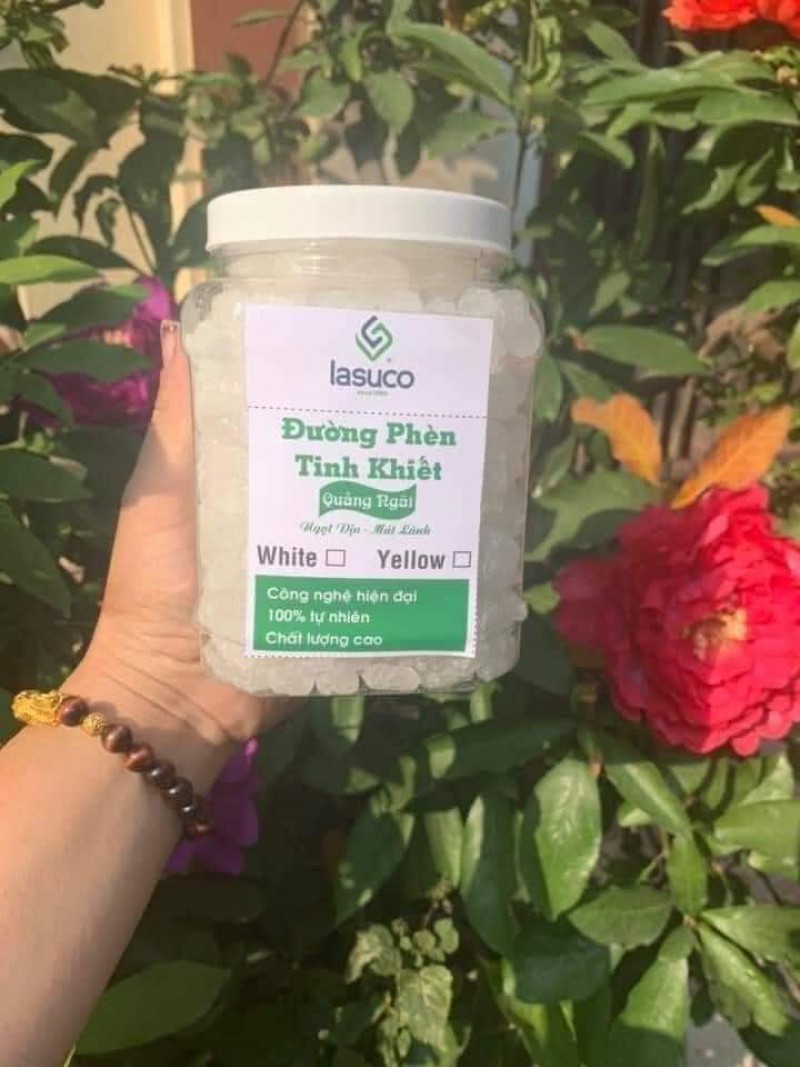 lasuco
Đường Phèn
Tinh Khiết
Quảng Ngãi
Ngọt Dịu - Mát Lành
White ☐ Yellow ☐
Công nghệ hiện đại
100% tự nhiên
Chất lượng cao